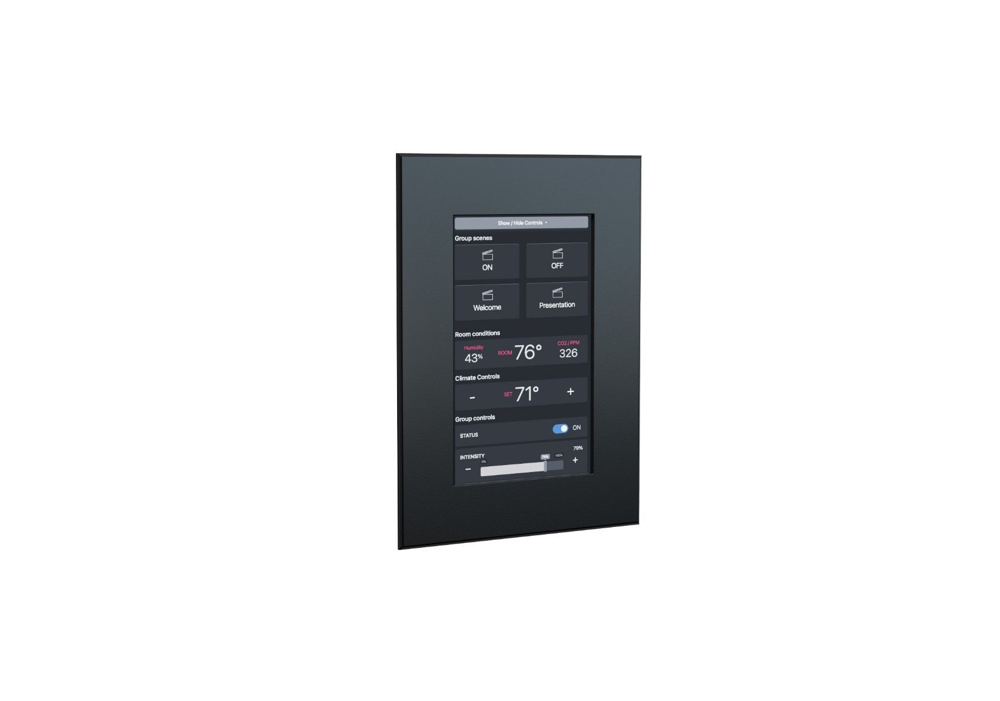 Show / Hide Controls
Group scenes
ON
OFF
Welcome
Presentation
Room conditions
Humidity
43%
ROOM 76°
CO2 / PPM
326
Climate Controls
- SET 71° +
Group controls
STATUS
ON
INTENSITY
79%
0%
79%
100%
- +